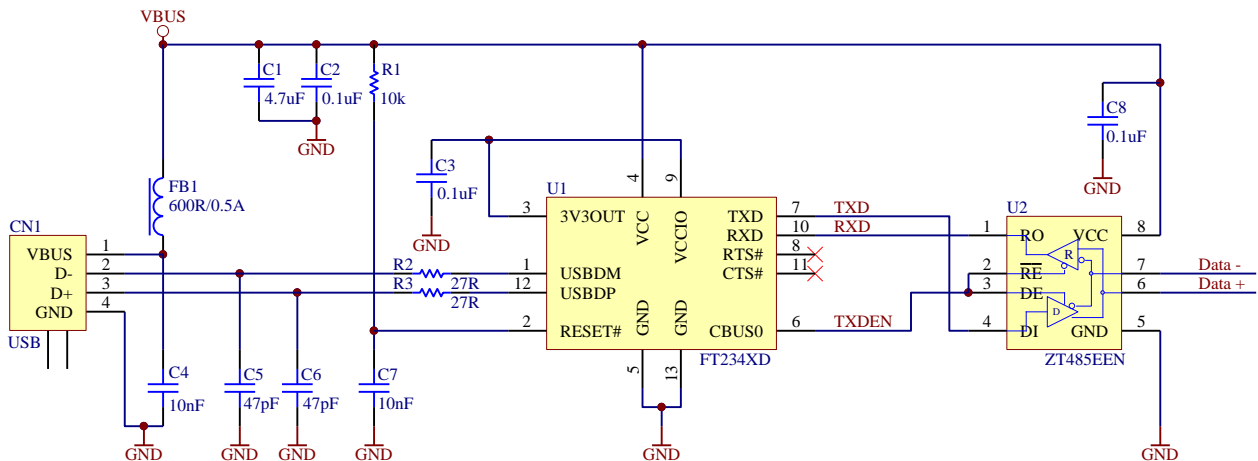 VBUS
C1
4.7uF
C2
0.1uF
R1
10k
GND
C8
0.1uF
GND
FB1
600R/0.5A
C3
0.1uF
GND
CN1
VBUS
D-
D+
GND
1
2
3
4
USB
R2
27R
R3
27R
U1
3
3V3OUT
1
USBDM
12
USBDP
2
RESET#
4
VCC
9
VCCIO
TXD
7
TXD
RXD
10
RXD
RTS#
8
CTS#
11
CBUS0
6
TXDEN
GND
5
GND
13
FT234XD
GND
U2
1
RO
2
RE
3
DE
4
DI
R
D
VCC
8
7
Data -
6
Data +
GND
5
ZT485EEN
GND
C4
10nF
GND
C5
47pF
GND
C6
47pF
GND
C7
10nF
GND